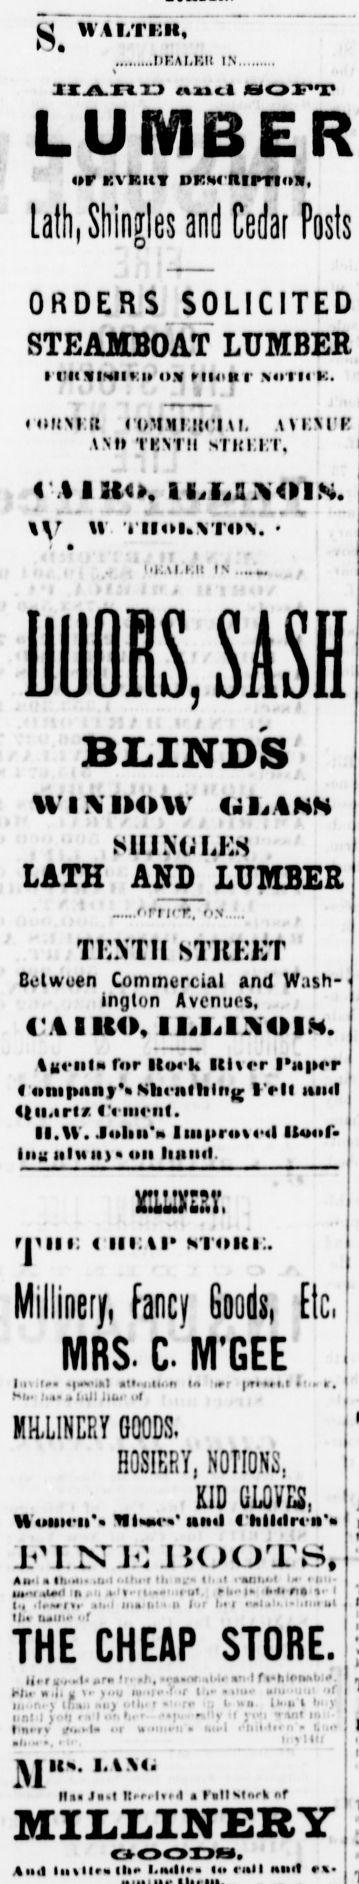 S. WALTER,
........DEALER IN........
HARD and SOFT
LUMBER
OF EVERY DESCRIPTION,
Lath, Shingles and Cedar Posts
ORDERS SOLICITED
STEAMBOAT LUMBER
FURNISHED ON SHORT NOTICE.
CORNER COMMERCIAL AVENUE
AND TENTH STREET,
CAIRO, ILLINOIS.
W. W. THORNTON.
DEALER IN......
DOORS, SASH
BLINDS
WINDOW GLASS
SHINGLES
LATH AND LUMBER
.....OFFICE, ON.....
TENTH STREET
Between Commercial and Wash-
ington Avenues,
CAIRO, ILLINOIS.
Agents for Rock River Paper
Company's Sheathing Felt and
Quartz Cement.
H.W. John's Improved Roof-
ing always on hand.
MILLINERY.
THE CHEAP STORE.
Millinery, Fancy Goods, Etc.
MRS. C. M'GEE
Invites special attention to her present stock.
She has a full line of
MILLINERY GOODS.
HOSIERY, NOTIONS,
KID GLOVES,
Women's Misses' and Children's
FINE BOOTS,
And a thousand other things that cannot be
in an advertisement. She is
to deserve and maintain for her establishment
the name of
THE CHEAP STORE.
Her goods are fresh, seasonable and fashionable.
She will give you more for the same amount of
money than any other store in town. Don't buy
until you call on her--especially if you want mil-
linery goods or women's and children's fine
shoes, etc.
MRS. LANG
Has Just Received a Full Stock of
MILLINERY
GOODS.
And Invites the Ladies to call and ex-
amine them.